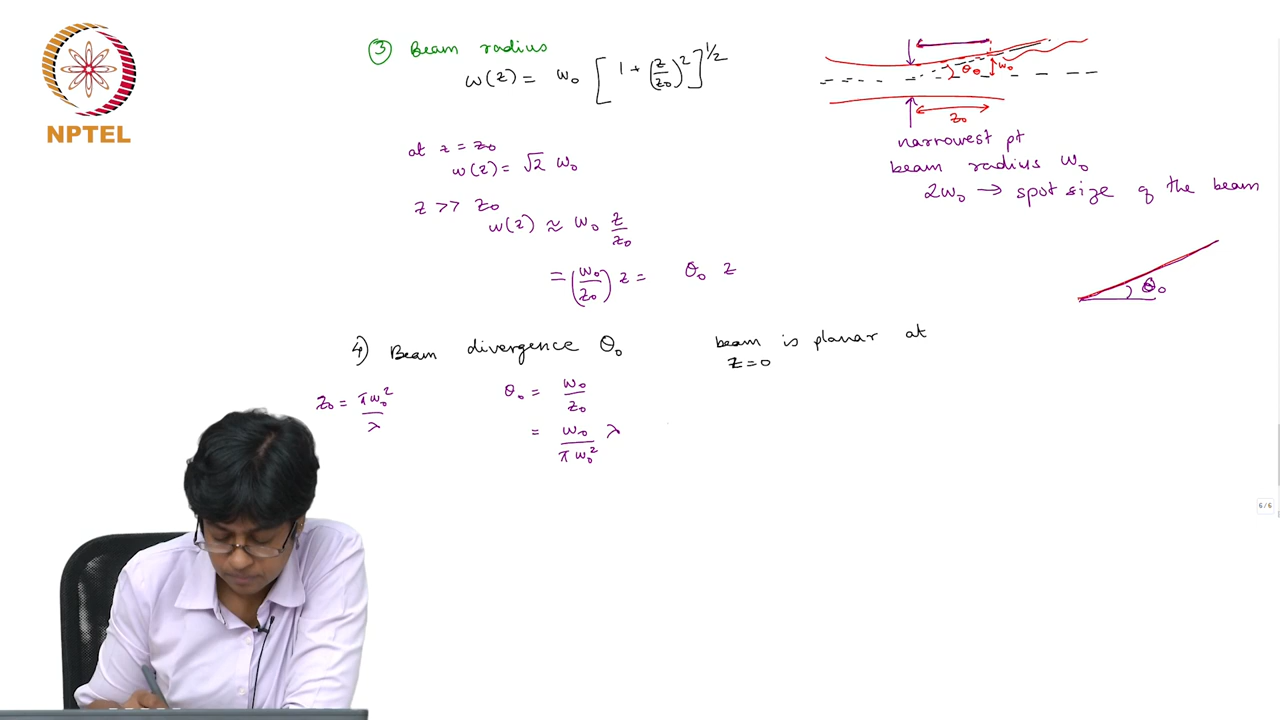 NPTEL
③ Beam radius
w(z) = w₀ [1 + (z/z₀)²]^1/2
θ₀
w₀
z₀
narrowest pt
beam radius w₀
2w₀ → spot size of the beam
at z = z₀
w(z) = √2 w₀
z >> z₀
w(z) ≈ w₀ z/z₀
= (w₀/z₀) z = θ₀ z
θ₀
4) Beam divergence θ₀
beam is planar at
z=0
z₀ = πw₀²/λ
θ₀ = w₀/z₀
= w₀/πw₀² λ
6/6